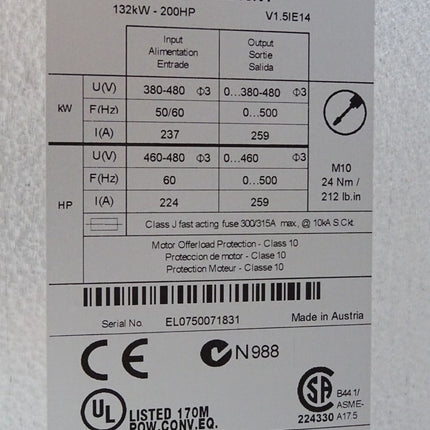 132kW - 200HP V1.5IE14
Input Output
Alimentation Sortie
Entrade Salida
kW
U(V) 380-480 Φ3 0...380-480 Φ3
F(Hz) 50/60 0...500
I(A) 237 259
HP
U(V) 460-480 Φ3 0...460 Φ3
F(Hz) 60 0...500
I(A) 224 259
M10
24 Nm /
212 lb.in
Class J fast acting fuse 300/315A max, @ 10kA S.Ckt.
Motor Offerload Protection - Class 10
Proteccion de motor - Clase 10
Protection Moteur - Classe 10
Serial No. EL0750071831 Made in Austria
CE N988
UL LISTED 170M
POW.CONV.EQ.
SA
224330
B44.1/
ASME-
A17.5